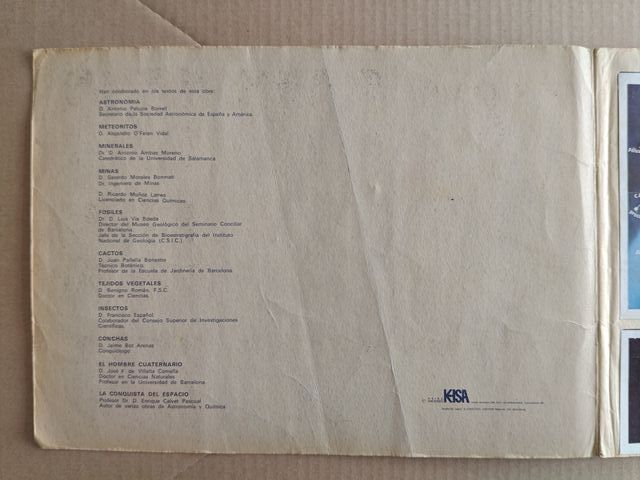 Han colaborado en los textos de esta obra:
ASTRONOMIA
D. Antonio Paluzíe Borrell
Secretario de la Sociedad Astronómica de España y América.
METEORITOS
D. Alejandro Vidal
MINERALES
Dr. D. Antonio Arribas Moreno
Catedrático de la Universidad de Salamanca
MINAS
D. Gerardo Morales
Dr. Ingeniero de Minas
D. Ricardo Muñoz
Licenciado en Ciencias Químicas
FOSILES
Dr. D. Luis Vía Boada
Director del Museo Geológico del Seminario Conciliar
de Barcelona.
Jefe de la Sección de Bioestratigrafía del Instituto
Nacional de Geología (C.S.I.C.)
CACTOS
D. Juan Pañella Bonastre
Técnico Botánico.
Profesor de la Escuela de Jardinería de Barcelona.
TEJIDOS VEGETALES
D. Benigno Román, F.S.C.
Doctor en Ciencias.
INSECTOS
D. Francisco Español
Colaborador del Consejo Superior de Investigaciones
Científicas.
CONCHAS
D. Jaime Bot Arenas
Conquiólogo
EL HOMBRE CUATERNARIO
D. José F. de Villalta Comella
Doctor en Ciencias Naturales
Profesor en la Universidad de Barcelona.
LA CONQUISTA DEL ESPACIO
Profesor Dr. D. Enrique Calvet Pascual
Autor de varias obras de Astronomía y Química